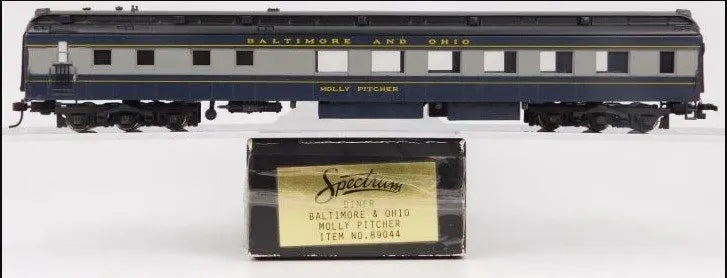 BALTIMORE AND OHIO
MOLLY PITCHER
Spectrum
DINER
BALTIMORE & OHIO
MOLLY PITCHER
ITEM NO.89044